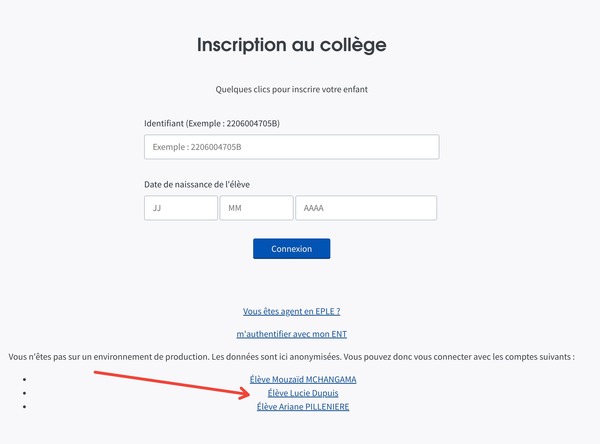 Inscription au collège
Quelques clics pour inscrire votre enfant
Identifiant (Exemple : 2206004705B)
Exemple : 2206004705B
Date de naissance de l'élève
JJ MM AAAA
Connexion
Vous êtes agent en EPLE ?
m'authentifier avec mon ENT
Vous n'êtes pas sur un environnement de production. Les données sont ici anonymisées. Vous pouvez donc vous connecter avec les comptes suivants :
Élève Mouzaïd MCHANGAMA
Élève Lucie Dupuis
Élève Ariane PILLENIERE